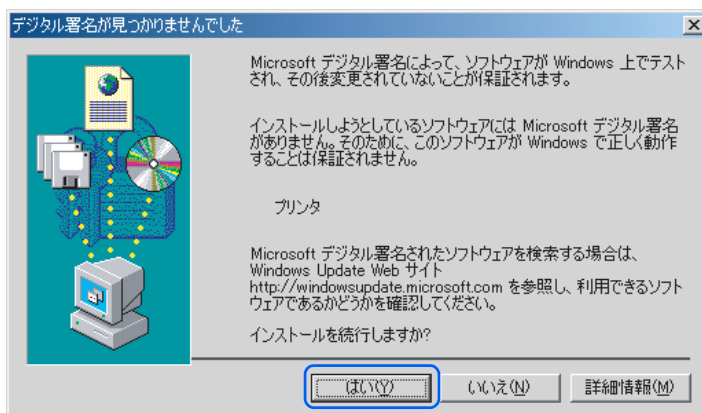 デジタル署名が見つかりませんでした
Microsoft デジタル署名によって、ソフトウェアが Windows 上でテスト
され、その後変更されていないことが保証されます。
インストールしようとしているソフトウェアには Microsoft デジタル署名
がありません。そのために、このソフトウェアが Windows で正しく動作
することは保証されません。
プリンタ
Microsoft デジタル署名されたソフトウェアを検索する場合は、
Windows Update Web サイト
http://windowsupdate.microsoft.com を参照し、利用できるソフト
ウェアであるかどうかを確認してください。
インストールを続行しますか?
はい(Y) いいえ(N) 詳細情報(M)